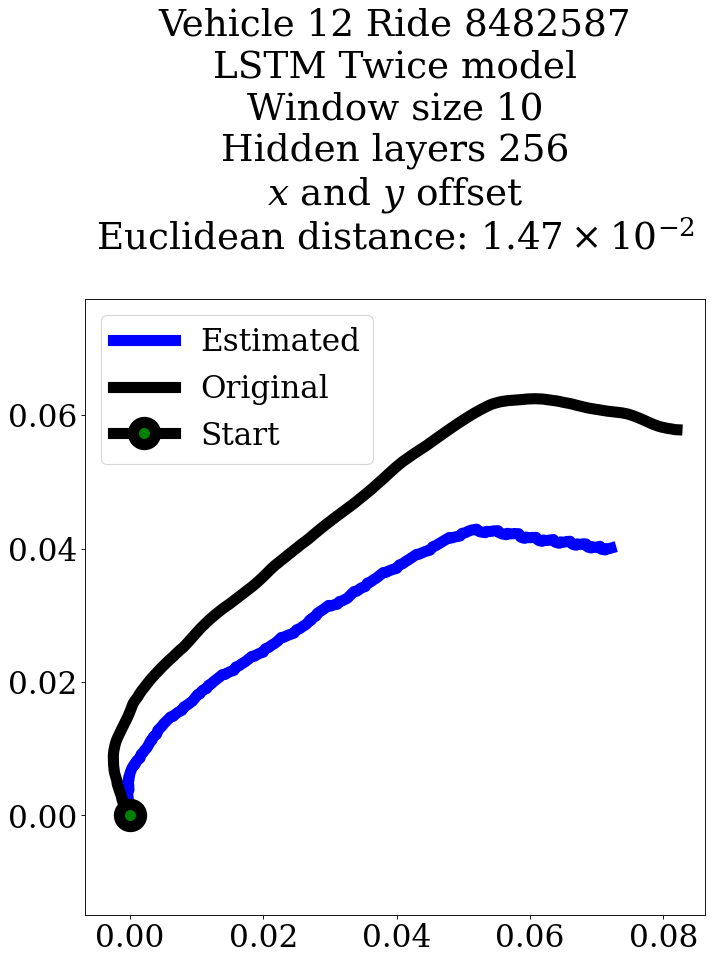 Vehicle 12 Ride 8482587
LSTM Twice model
Window size 10
Hidden layers 256
x and y offset
Euclidean distance: 1.47 × 10⁻²
Estimated
Original
Start
0.06
0.04
0.02
0.00
0.00 0.02 0.04 0.06 0.08